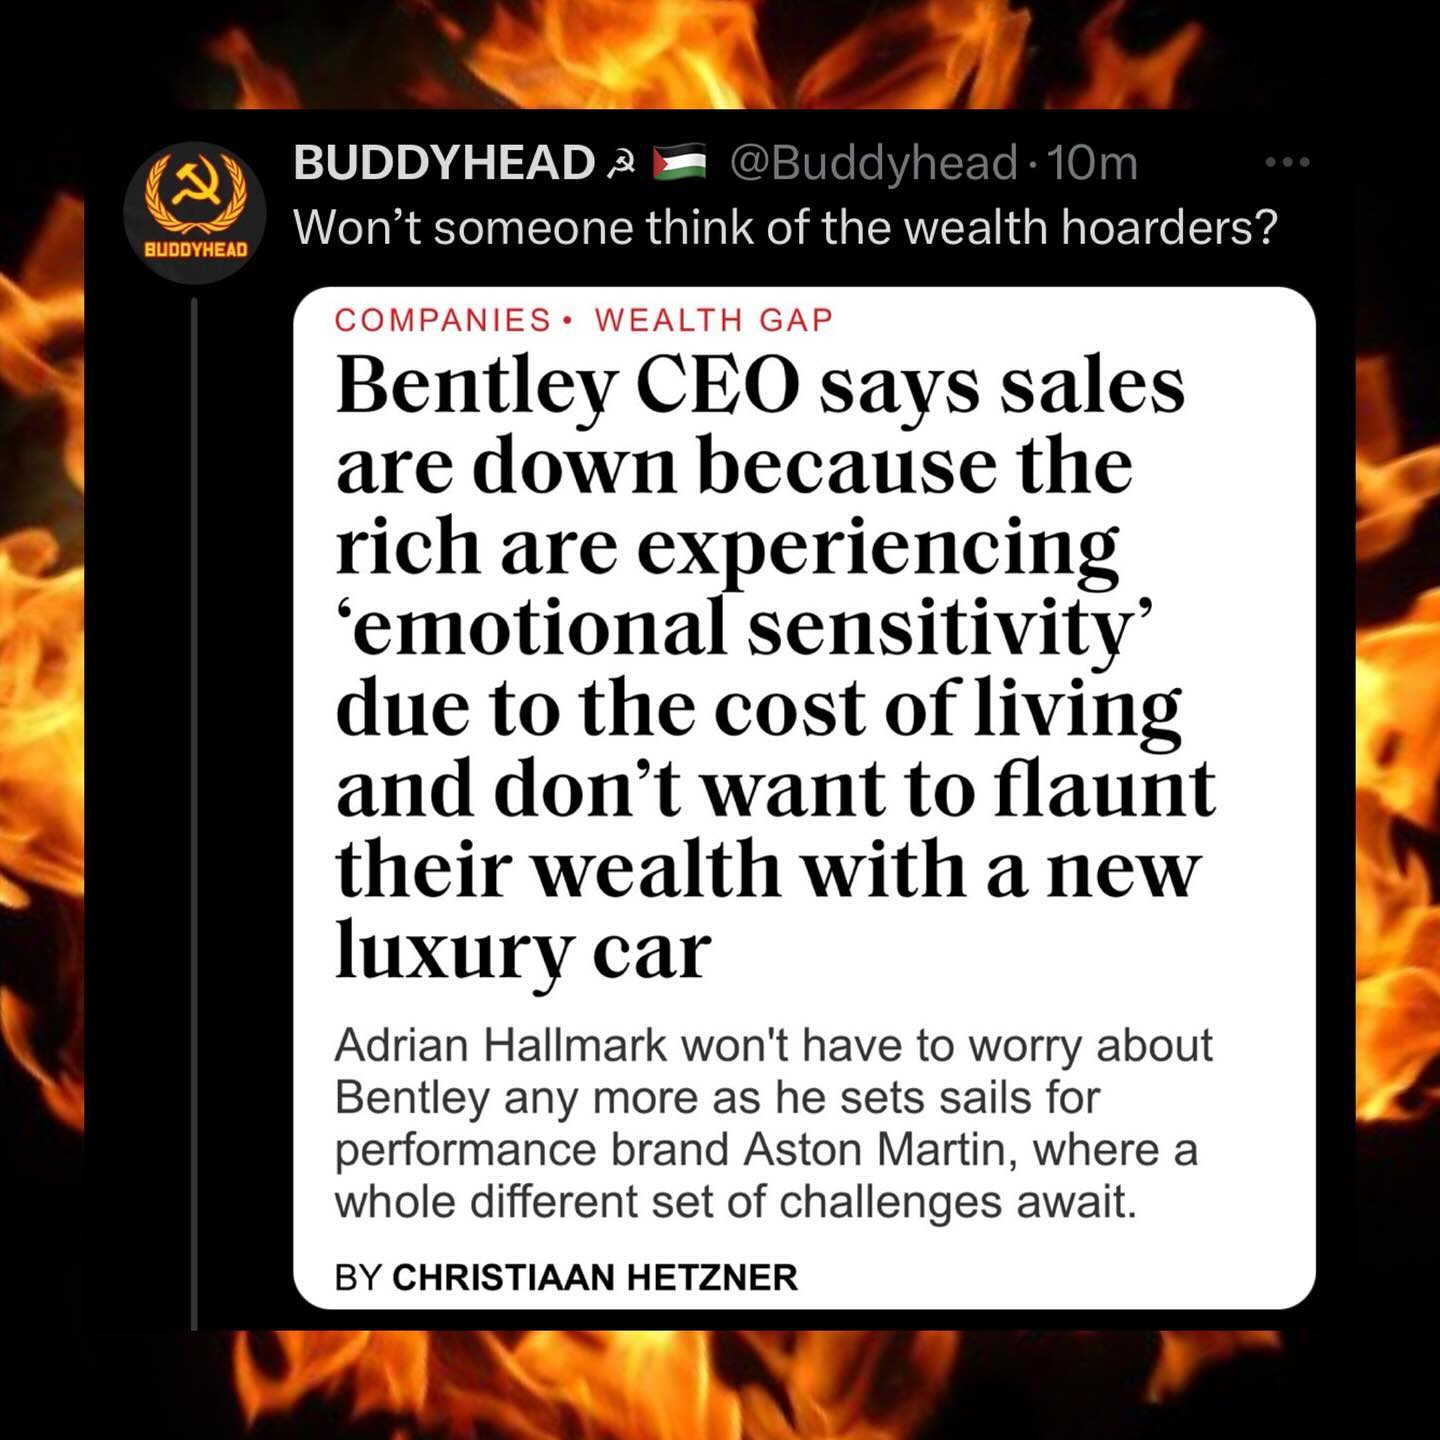 BUDDYHEAD ☭ 🇵🇸 @Buddyhead · 10m ···
BUDDYHEAD
Won’t someone think of the wealth hoarders?
COMPANIES • WEALTH GAP
Bentley CEO says sales
are down because the
rich are experiencing
‘emotional sensitivity’
due to the cost of living
and don’t want to flaunt
their wealth with a new
luxury car
Adrian Hallmark won't have to worry about
Bentley any more as he sets sails for
performance brand Aston Martin, where a
whole different set of challenges await.
BY CHRISTIAAN HETZNER